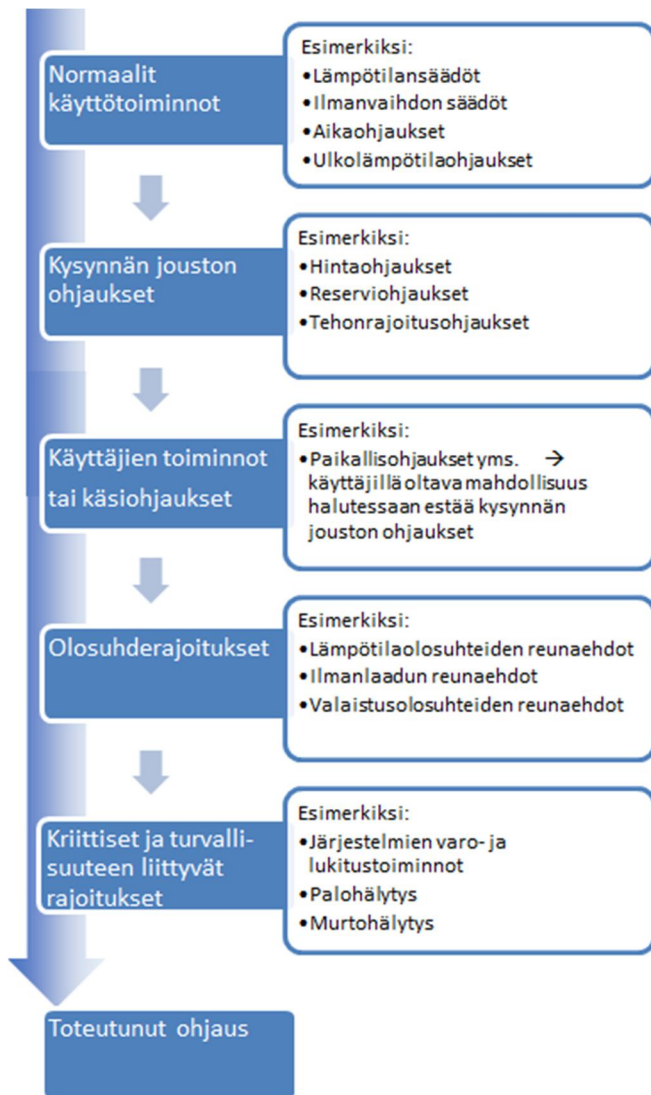 Normaalit
käyttötoiminnot
Esimerkiksi:
•Lämpötilansäädöt
•Ilmanvaihdon säädöt
•Aikaohjaukset
•Ulkolämpötilaohjaukset
Kysynnän jouston
ohjaukset
Esimerkiksi:
•Hintaohjaukset
•Reserviohjaukset
•Tehonrajoitusohjaukset
Käyttäjien toiminnot
tai käsiohjaukset
Esimerkiksi:
•Paikallisohjaukset yms. →
käyttäjillä oltava mahdollisuus
halutessaan estää kysynnän
jouston ohjaukset
Olosuhderajoitukset
Esimerkiksi:
•Lämpötilaolosuhteiden reunaehdot
•Ilmanlaadun reunaehdot
•Valaistusolosuhteiden reunaehdot
Kriittiset ja turvalli-
suuteen liittyvät
rajoitukset
Esimerkiksi:
•Järjestelmien varo- ja
lukitustoiminnot
•Palohälytys
•Murtohälytys
Toteutunut ohjaus